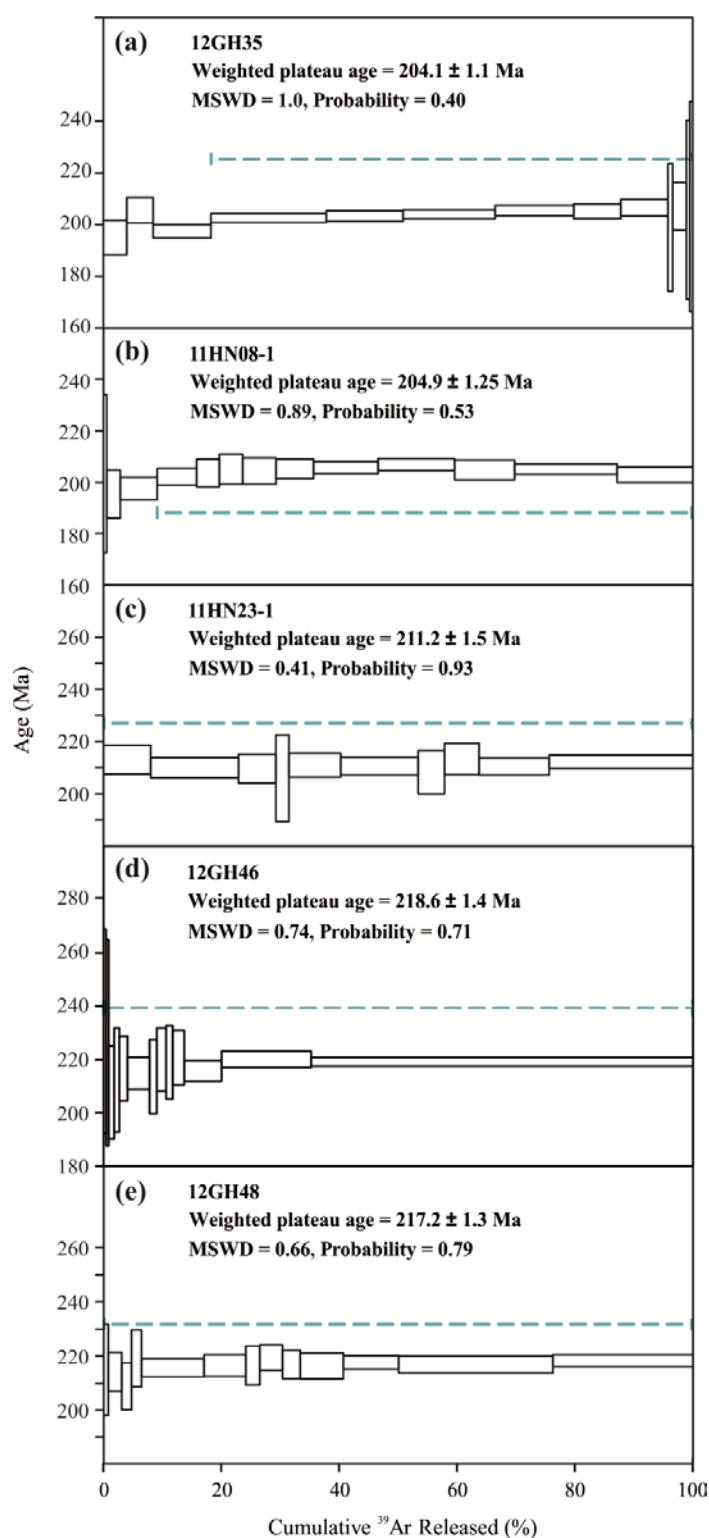 (a)
12GH35
Weighted plateau age = 204.1 ± 1.1 Ma
MSWD = 1.0, Probability = 0.40
240
220
200
180
160
(b)
11HN08-1
Weighted plateau age = 204.9 ± 1.25 Ma
MSWD = 0.89, Probability = 0.53
240
210
200
180
160
(c)
11HN23-1
Weighted plateau age = 211.2 ± 1.5 Ma
MSWD = 0.41, Probability = 0.93
260
230
220
200
Age (Ma)
(d)
12GH46
Weighted plateau age = 218.6 ± 1.4 Ma
MSWD = 0.74, Probability = 0.71
280
260
240
220
200
180
(e)
12GH48
Weighted plateau age = 217.2 ± 1.3 Ma
MSWD = 0.66, Probability = 0.79
260
240
220
200
0 20 40 60 80 100
Cumulative ³⁹Ar Released (%)